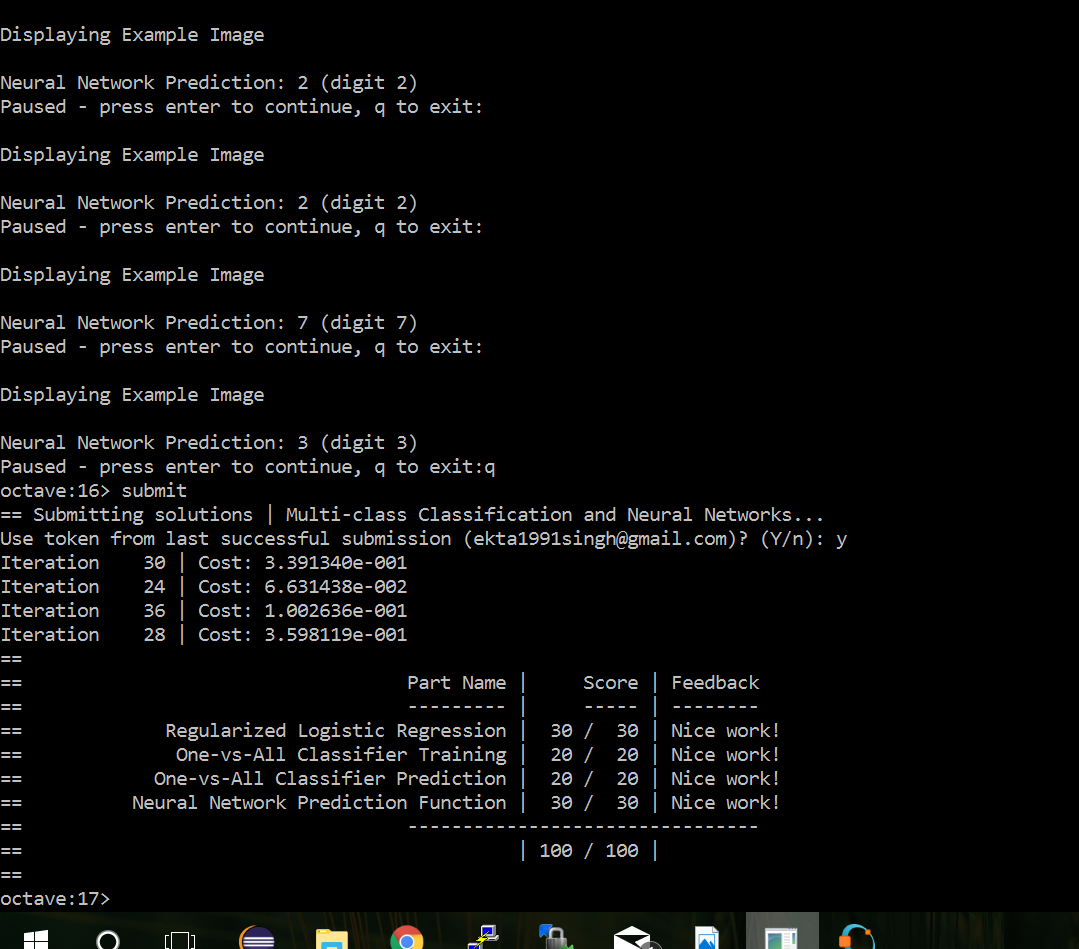 Displaying Example Image
Neural Network Prediction: 2 (digit 2)
Paused - press enter to continue, q to exit:
Displaying Example Image
Neural Network Prediction: 2 (digit 2)
Paused - press enter to continue, q to exit:
Displaying Example Image
Neural Network Prediction: 7 (digit 7)
Paused - press enter to continue, q to exit:
Displaying Example Image
Neural Network Prediction: 3 (digit 3)
Paused - press enter to continue, q to exit:q
octave:16> submit
== Submitting solutions | Multi-class Classification and Neural Networks...
Use token from last successful submission (ekta1991singh@gmail.com)? (Y/n): y
Iteration    30 | Cost: 3.391340e-001
Iteration    24 | Cost: 6.631438e-002
Iteration    36 | Cost: 1.002636e-001
Iteration    28 | Cost: 3.598119e-001
==
==                                   Part Name |     Score | Feedback
==                                   --------- |     ----- | --------
==             Regularized Logistic Regression |  30 /  30 | Nice work!
==              One-vs-All Classifier Training |  20 /  20 | Nice work!
==            One-vs-All Classifier Prediction |  20 /  20 | Nice work!
==          Neural Network Prediction Function |  30 /  30 | Nice work!
==                                   --------------------------------
==                                             | 100 / 100 |
==
octave:17>